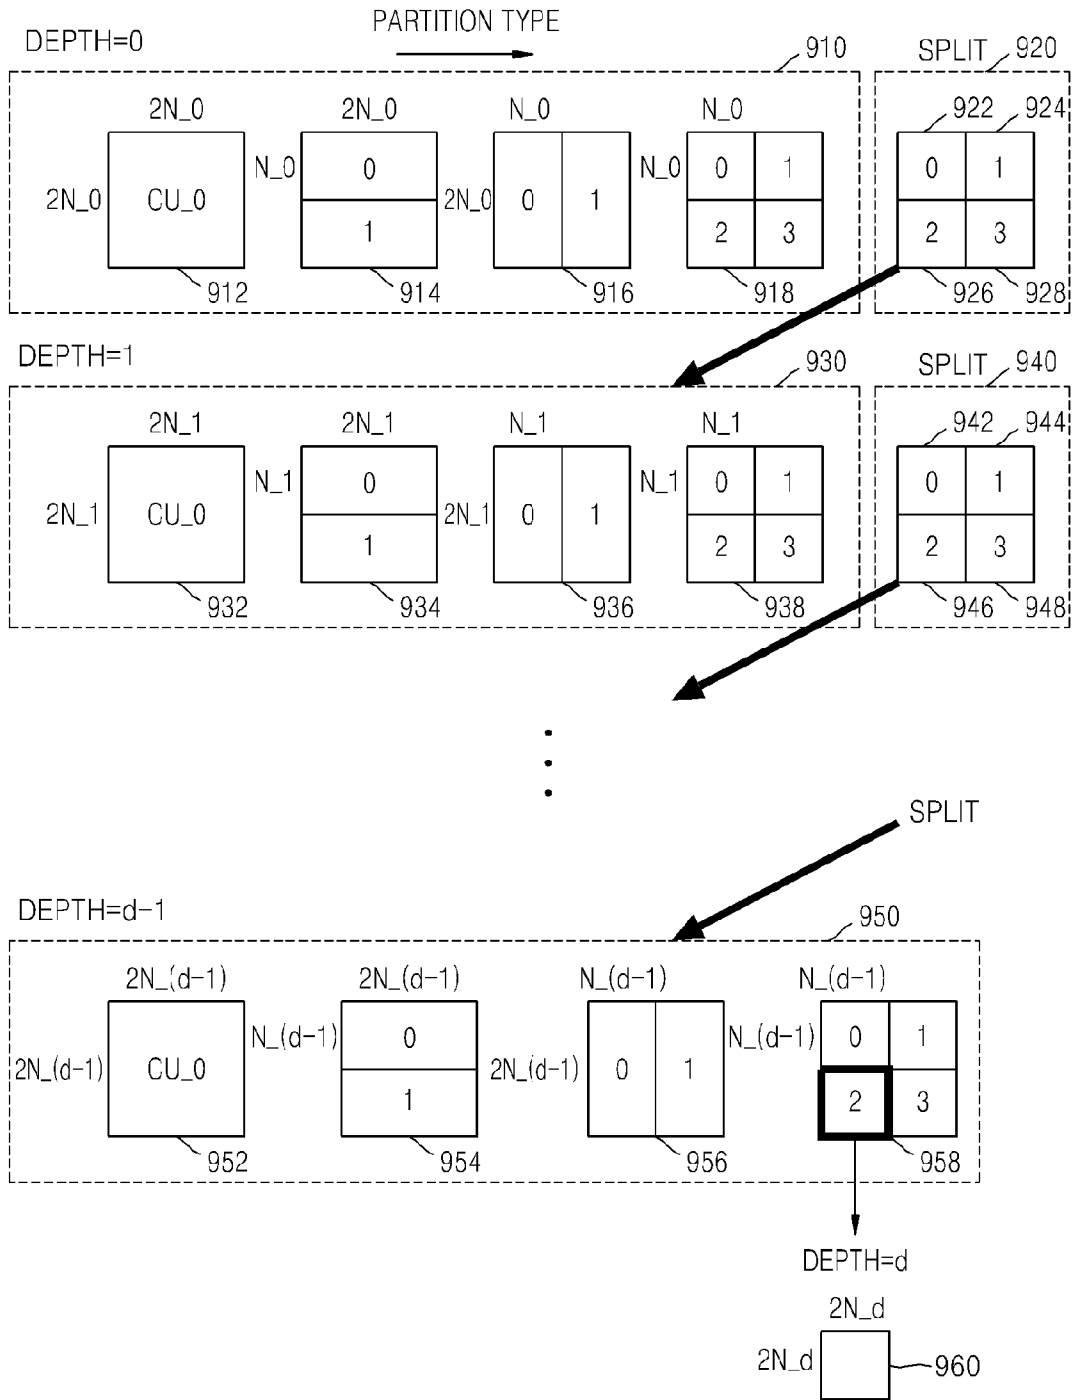 PARTITION TYPE
DEPTH=0
910
SPLIT 920
2N_0 2N_0 N_0 N_0
922 924
2N_0 CU_0
N_0 0 1
2N_0 0 1
N_0 0 1 2 3
0 1 2 3
912 914 916 918 926 928
DEPTH=1
930
SPLIT 940
2N_1 2N_1 N_1 N_1
942 944
2N_1 CU_0
N_1 0 1
2N_1 0 1
N_1 0 1 2 3
0 1 2 3
932 934 936 938 946 948
SPLIT
DEPTH=d-1
950
2N_(d-1) 2N_(d-1) N_(d-1) N_(d-1)
2N_(d-1) CU_0
N_(d-1) 0 1
2N_(d-1) 0 1
N_(d-1) 0 1 2 3
952 954 956 958
DEPTH=d
2N_d
2N_d 960